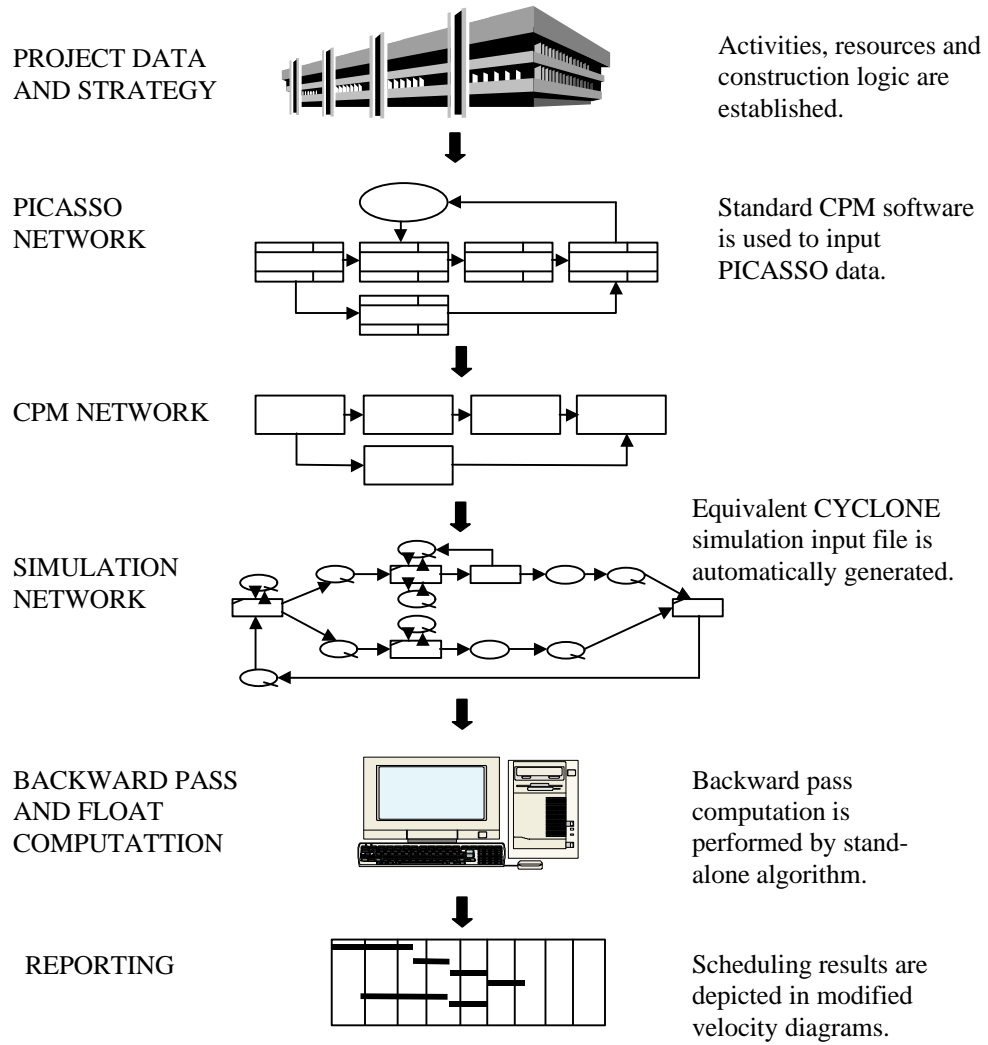 PROJECT DATA
AND STRATEGY
Activities, resources and
construction logic are
established.
PICASSO
NETWORK
Standard CPM software
is used to input
PICASSO data.
CPM NETWORK
Equivalent CYCLONE
simulation input file is
automatically generated.
SIMULATION
NETWORK
BACKWARD PASS
AND FLOAT
COMPUTATTION
Backward pass
computation is
performed by stand-
alone algorithm.
REPORTING
Scheduling results are
depicted in modified
velocity diagrams.